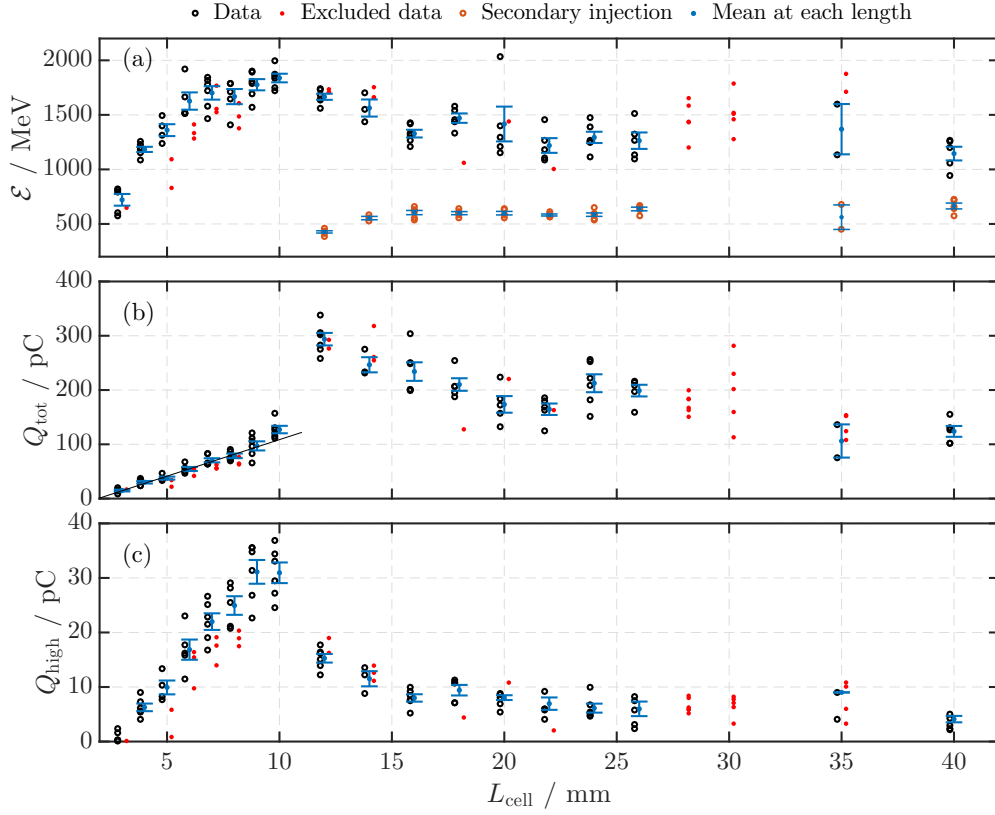 Data Excluded data Secondary injection Mean at each length
(a)
2000
1500
1000
500
ℰ / MeV
(b)
400
300
200
100
0
Q_tot / pC
(c)
40
30
20
10
0
Q_high / pC
5 10 15 20 25 30 35 40
L_cell / mm